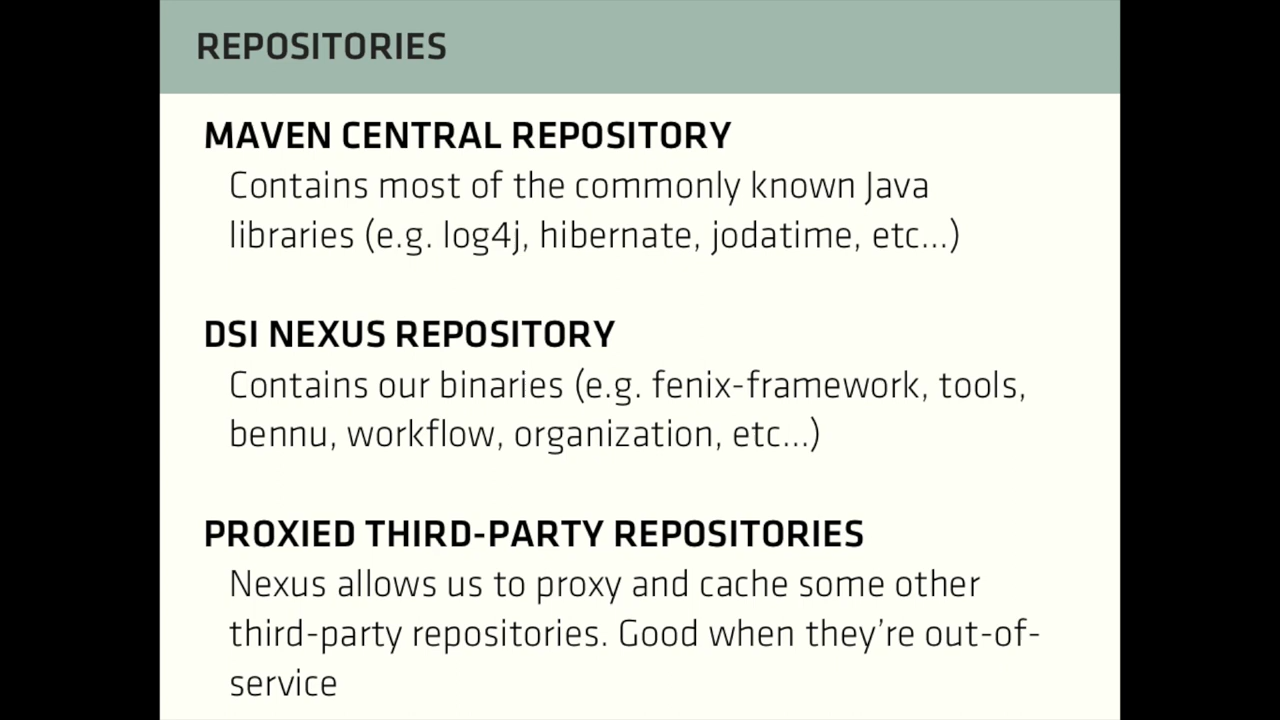 REPOSITORIES
MAVEN CENTRAL REPOSITORY
Contains most of the commonly known Java
libraries (e.g. log4j, hibernate, jodatime, etc...)
DSI NEXUS REPOSITORY
Contains our binaries (e.g. fenix-framework, tools,
bennu, workflow, organization, etc...)
PROXIED THIRD-PARTY REPOSITORIES
Nexus allows us to proxy and cache some other
third-party repositories. Good when they’re out-of-
service